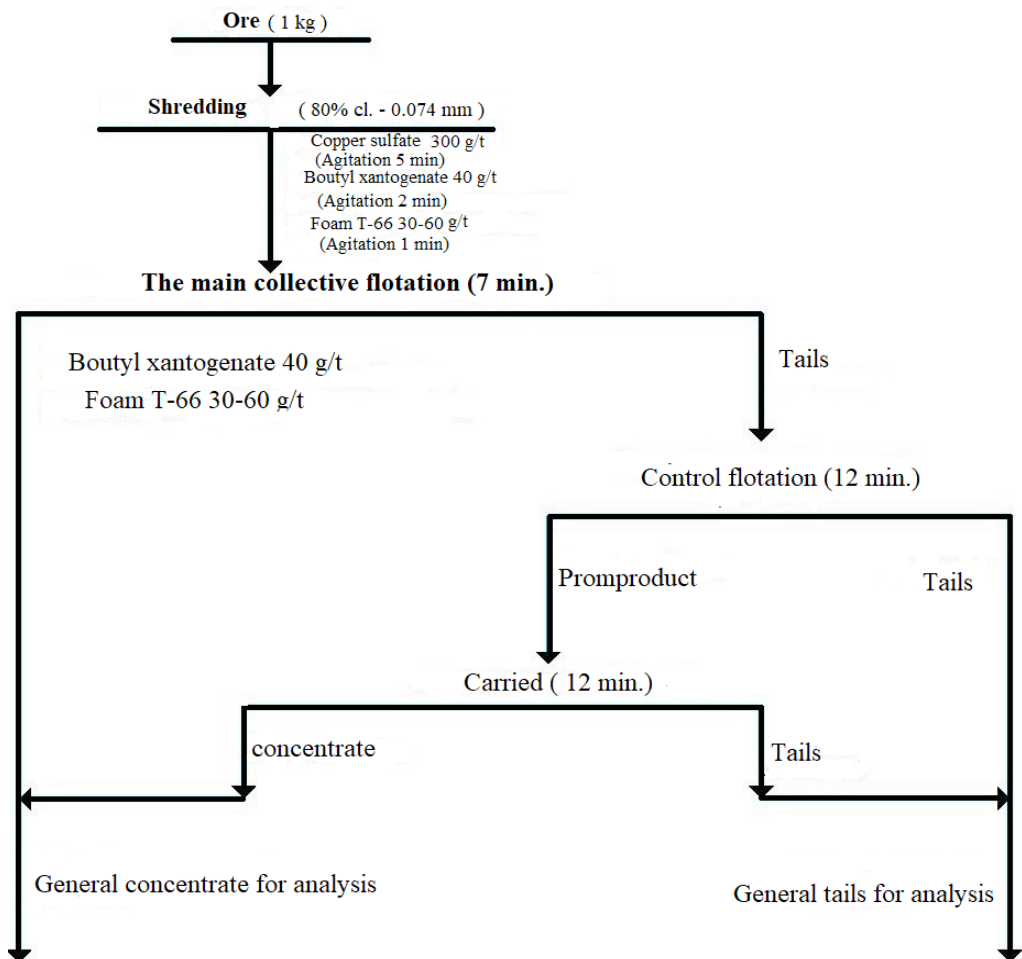 Ore ( 1 kg )
Shredding ( 80% cl. - 0.074 mm )
Copper sulfate 300 g/t
(Agitation 5 min)
Boutyl xantogenate 40 g/t
(Agitation 2 min)
Foam T-66 30-60 g/t
(Agitation 1 min)
The main collective flotation (7 min.)
Boutyl xantogenate 40 g/t
Foam T-66 30-60 g/t
Tails
Control flotation (12 min.)
Promproduct
Tails
Carried ( 12 min.)
concentrate
Tails
General concentrate for analysis
General tails for analysis